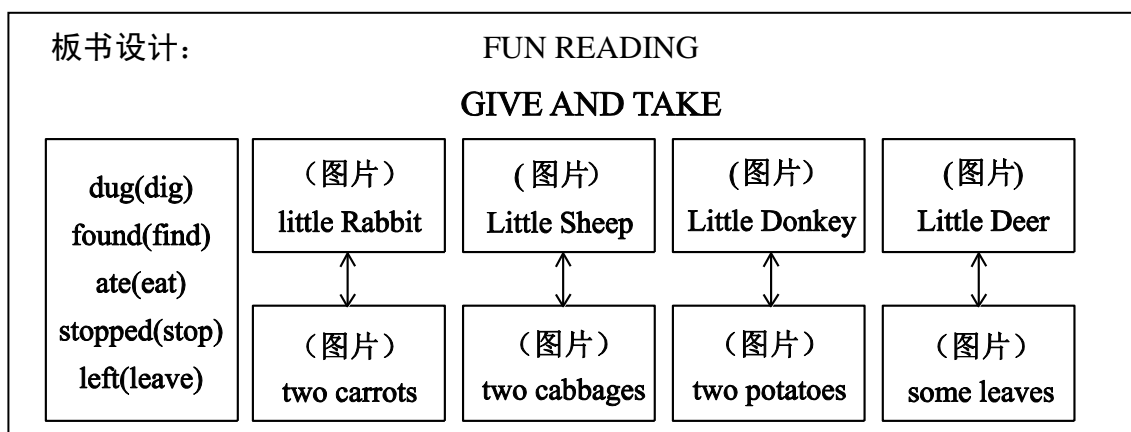 板书设计：
FUN READING
GIVE AND TAKE
dug(dig)
found(find)
ate(eat)
stopped(stop)
left(leave)
（图片）
little Rabbit
(图片）
Little Sheep
(图片）
Little Donkey
(图片)
Little Deer
（图片）
two carrots
（图片）
two cabbages
（图片）
two potatoes
（图片）
some leaves